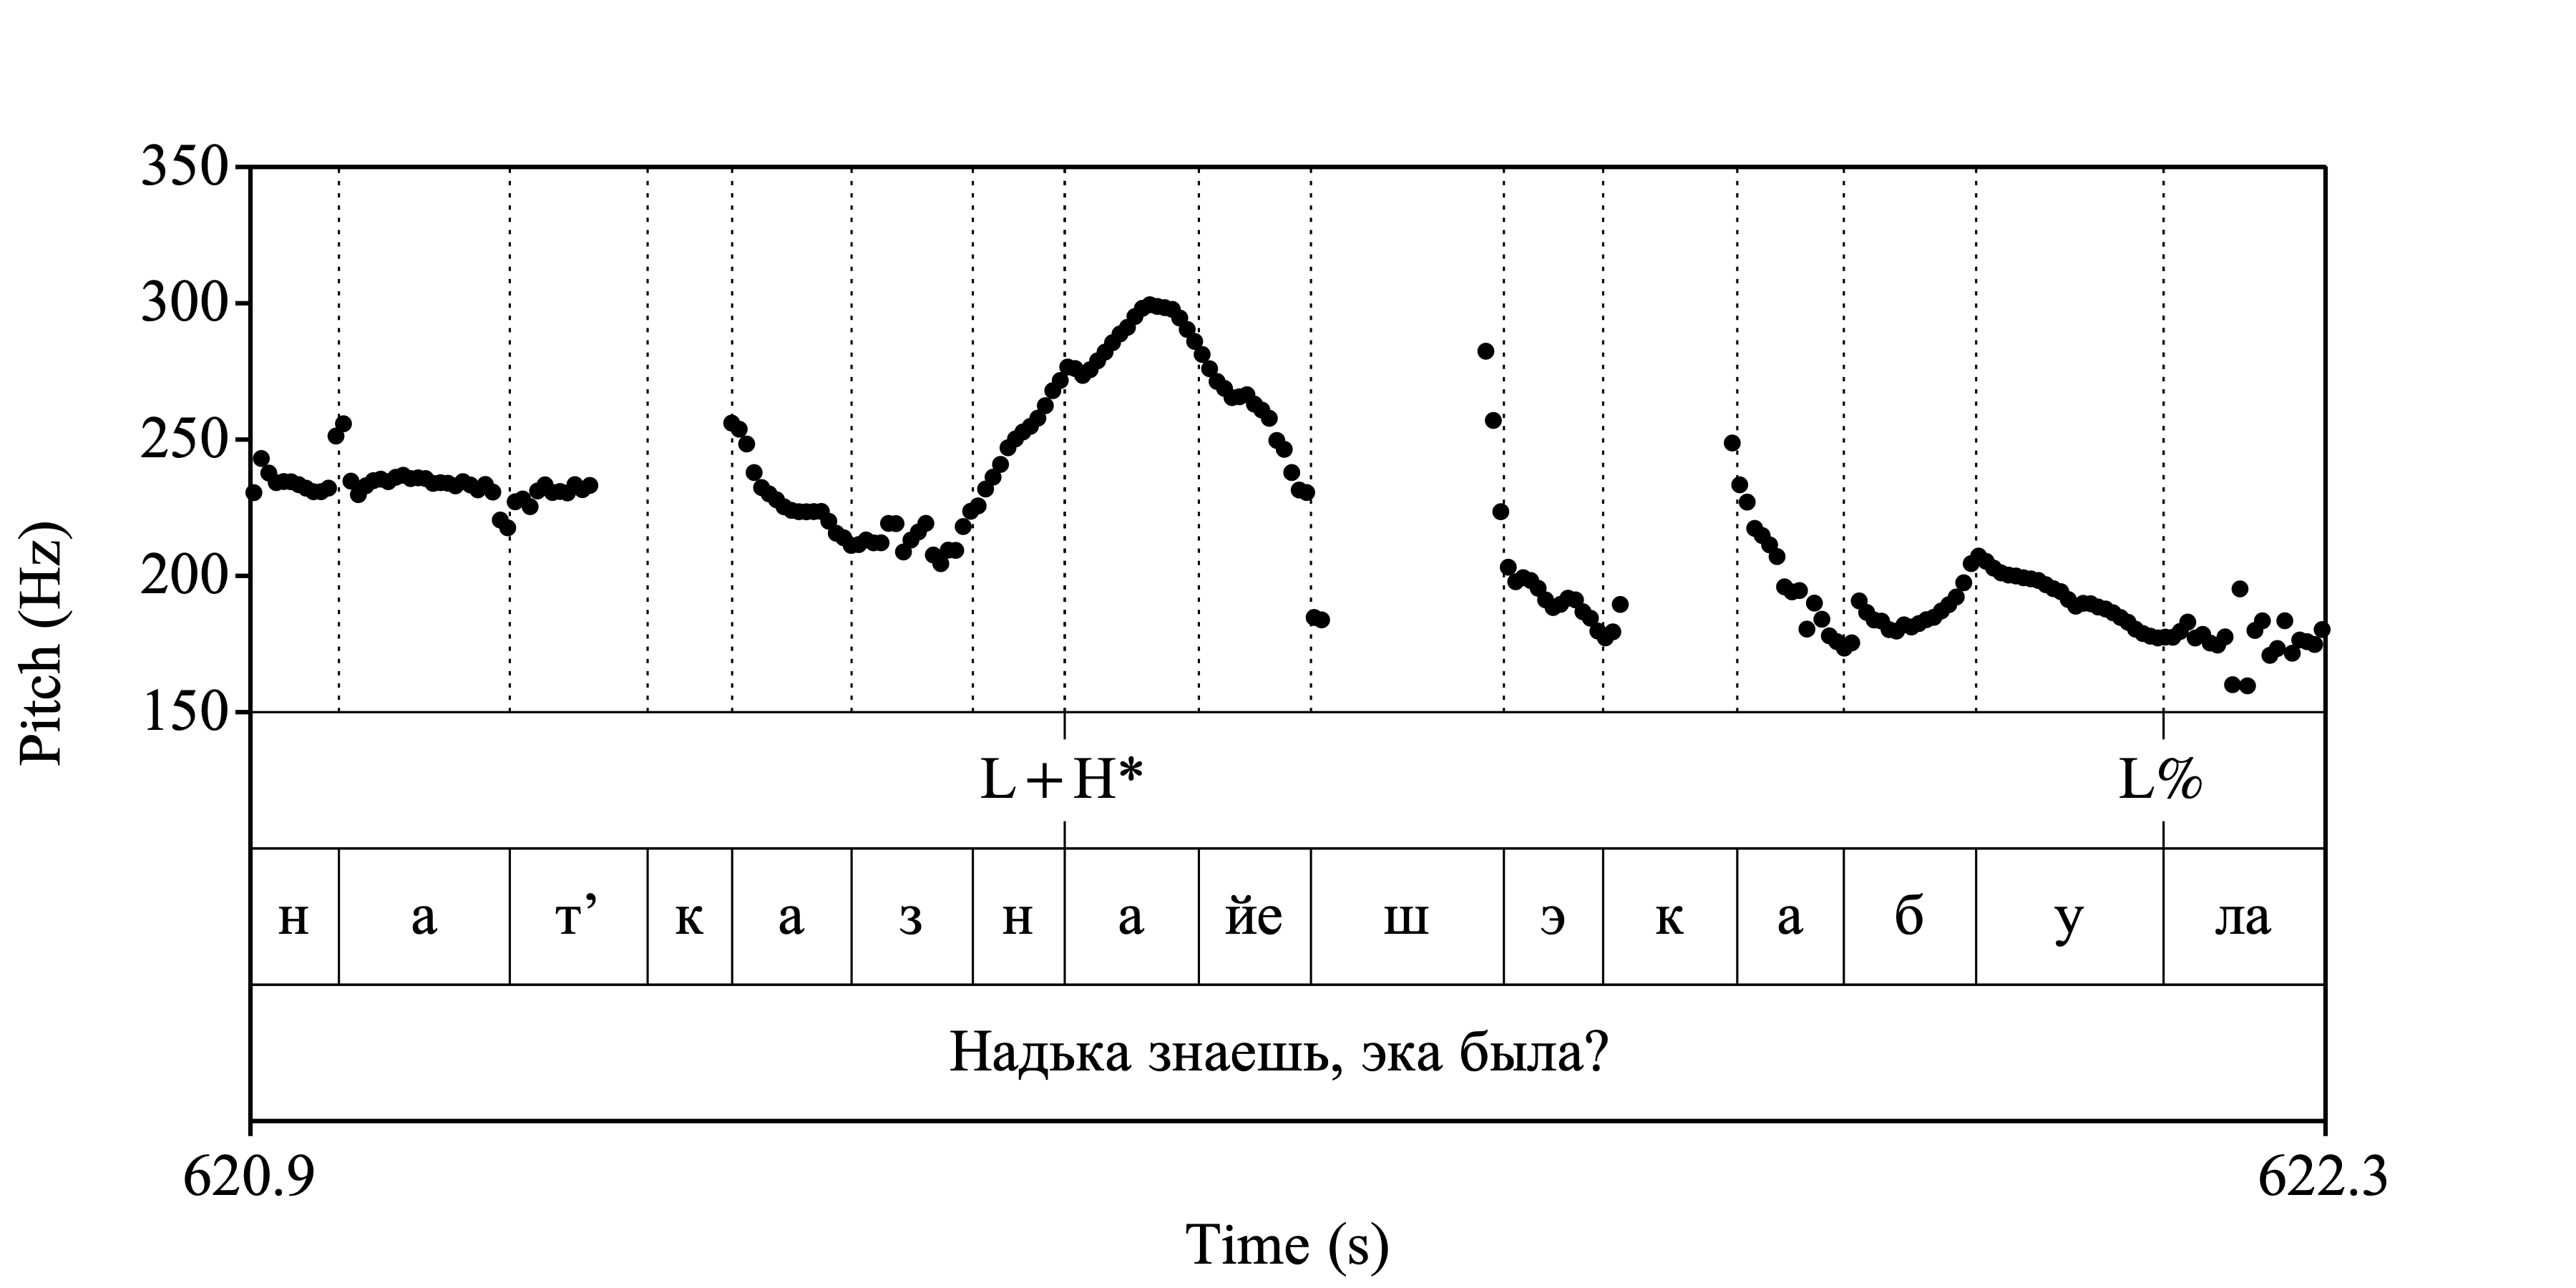 350
300
250
200
150
Pitch (Hz)
L+H* L%
н а т’ к а з н а йе ш э к а б у ла
Надька знаешь, эка была?
620.9 622.3
Time (s)